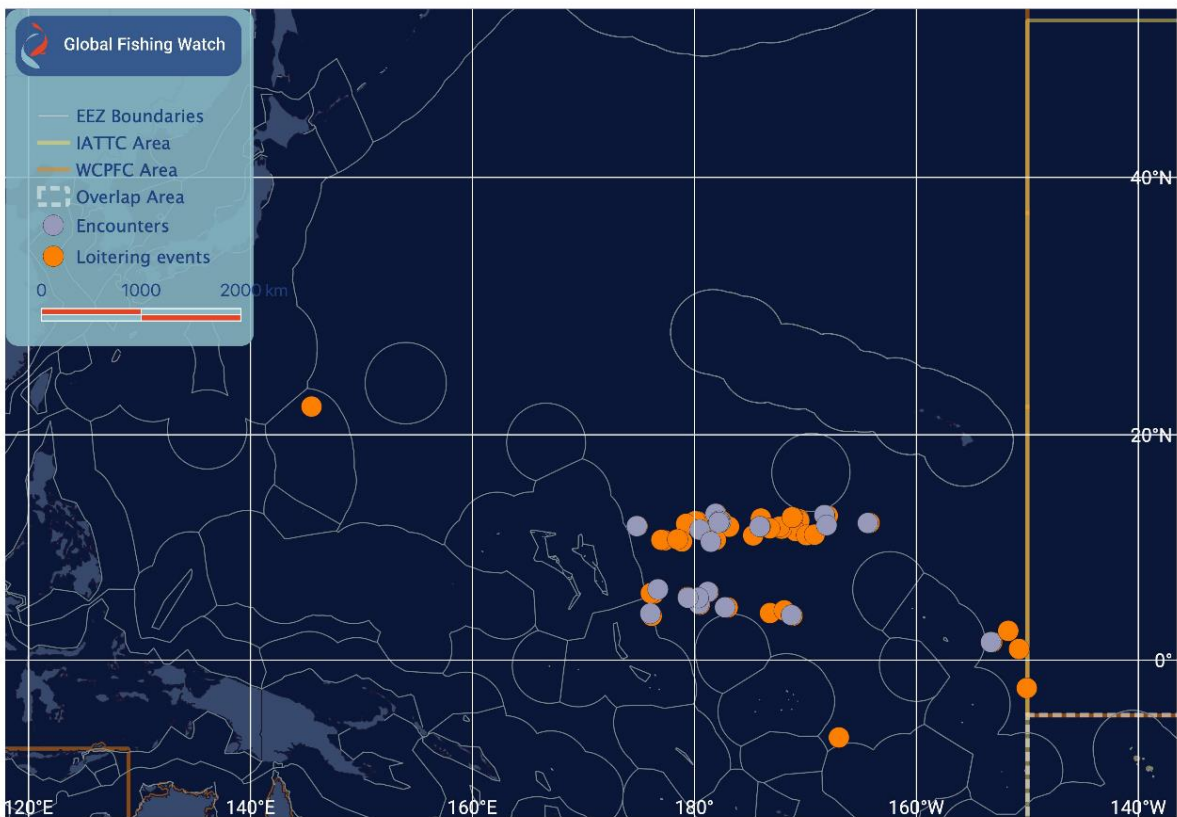 Global Fishing Watch
EEZ Boundaries
IATTC Area
WCPFC Area
Overlap Area
Encounters
Loitering events
0 1000 2000 km
40°N
20°N
0°
120°E 140°E 160°E 180° 160°W 140°W